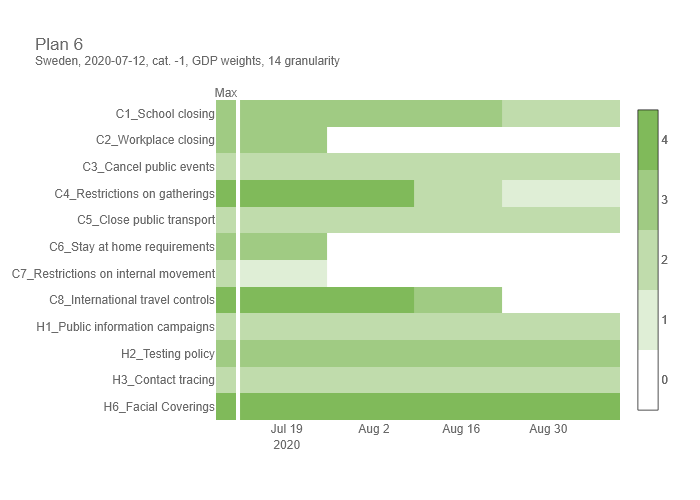 Plan 6
Sweden, 2020-07-12, cat. -1, GDP weights, 14 granularity
Max
C1_School closing
C2_Workplace closing
C3_Cancel public events
C4_Restrictions on gatherings
C5_Close public transport
C6_Stay at home requirements
C7_Restrictions on internal movement
C8_International travel controls
H1_Public information campaigns
H2_Testing policy
H3_Contact tracing
H6_Facial Coverings
Jul 19 Aug 2 Aug 16 Aug 30
2020
4
3
2
1
0